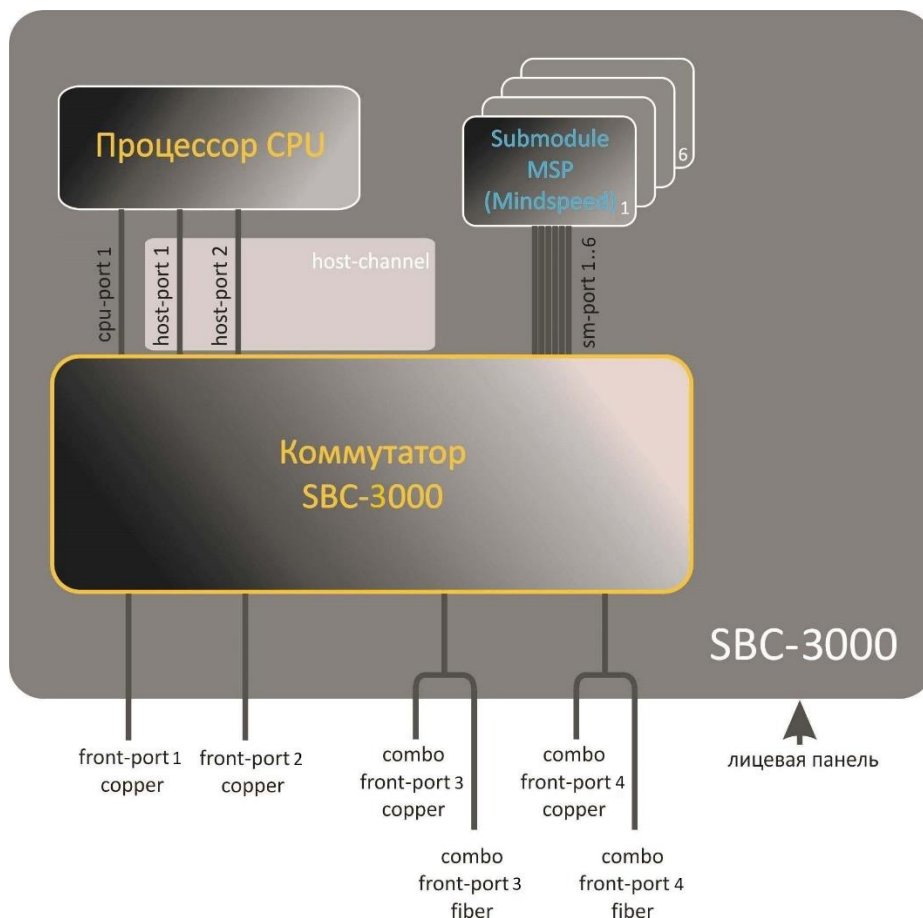 Процессор CPU
Submodule
MSP
(Mindspeed)
1
6
cpu-port 1
host-port 1
host-port 2
host-channel
sm-port 1..6
Коммутатор
SBC-3000
SBC-3000
front-port 1
copper
front-port 2
copper
combo
front-port 3
copper
combo
front-port 4
copper
лицевая панель
combo
front-port 3
fiber
combo
front-port 4
fiber